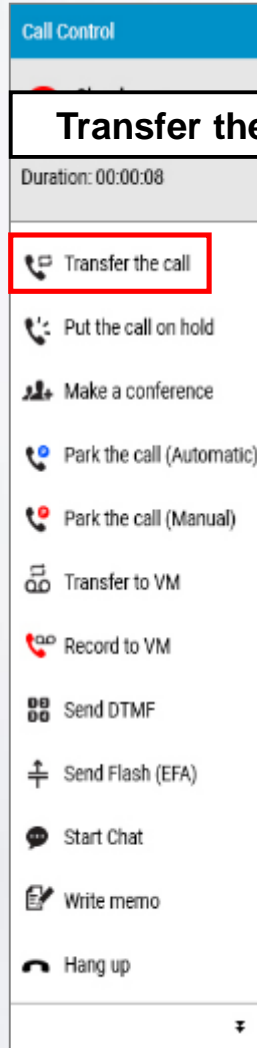 Call Control
Transfer the
Duration: 00:00:08
Transfer the call
Put the call on hold
Make a conference
Park the call (Automatic)
Park the call (Manual)
Transfer to VM
Record to VM
Send DTMF
Send Flash (EFA)
Start Chat
Write memo
Hang up